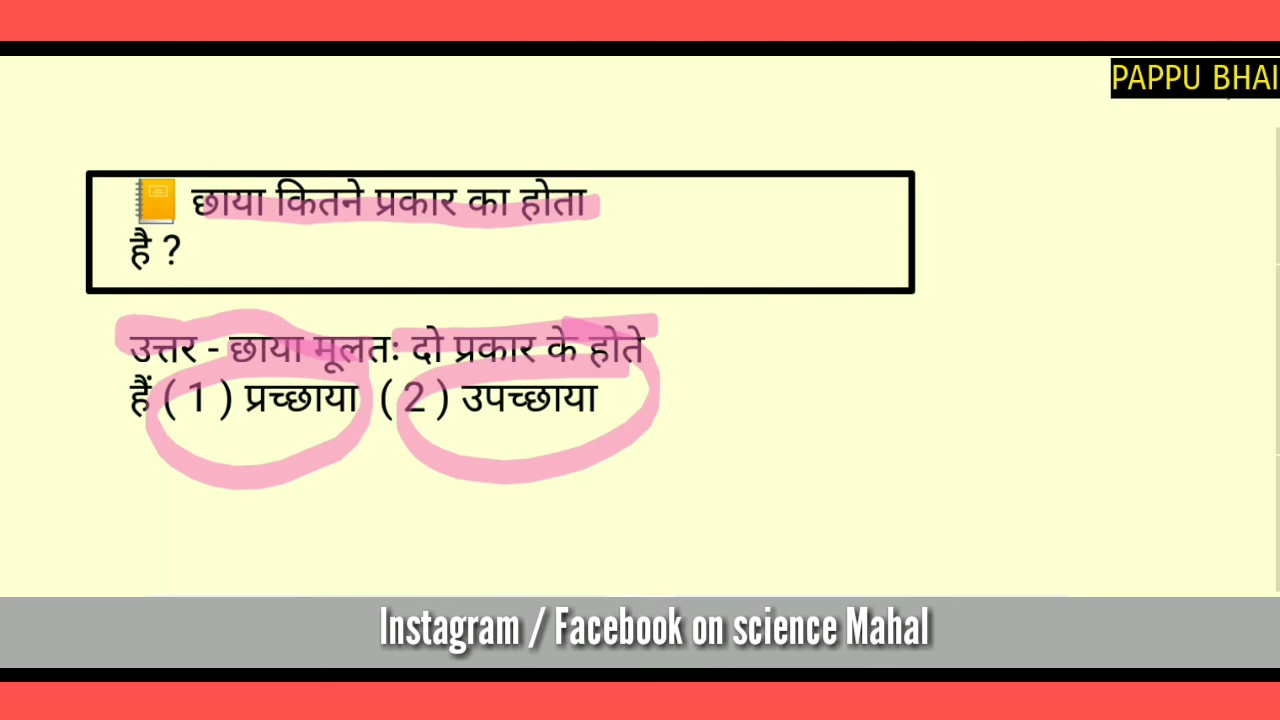 PAPPU BHAI
📒 छाया कितने प्रकार का होता
है ?
उत्तर - छाया मूलतः दो प्रकार के होते
हैं ( 1 ) प्रच्छाया ( 2 ) उपच्छाया
Instagram / Facebook on science Mahal